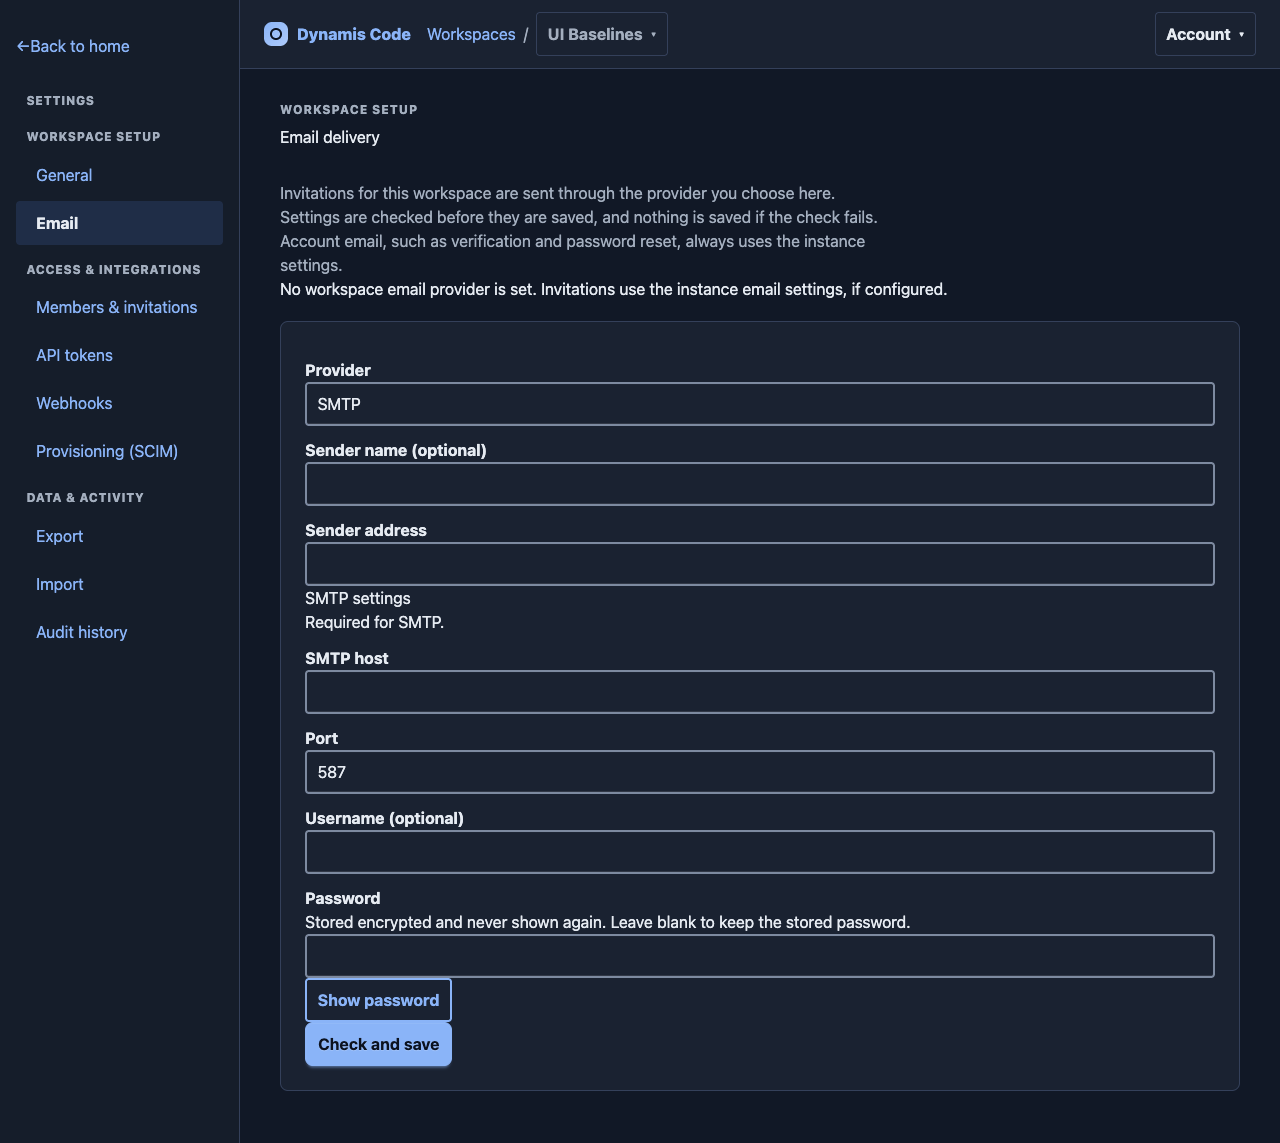 ←Back to home
SETTINGS
WORKSPACE SETUP
General
Email
ACCESS & INTEGRATIONS
Members & invitations
API tokens
Webhooks
Provisioning (SCIM)
DATA & ACTIVITY
Export
Import
Audit history
Dynamis Code Workspaces / UI Baselines ▾
Account ▾
WORKSPACE SETUP
Email delivery
Invitations for this workspace are sent through the provider you choose here.
Settings are checked before they are saved, and nothing is saved if the check fails.
Account email, such as verification and password reset, always uses the instance
settings.
No workspace email provider is set. Invitations use the instance email settings, if configured.
Provider
SMTP
Sender name (optional)
Sender address
SMTP settings
Required for SMTP.
SMTP host
Port
587
Username (optional)
Password
Stored encrypted and never shown again. Leave blank to keep the stored password.
Show password
Check and save